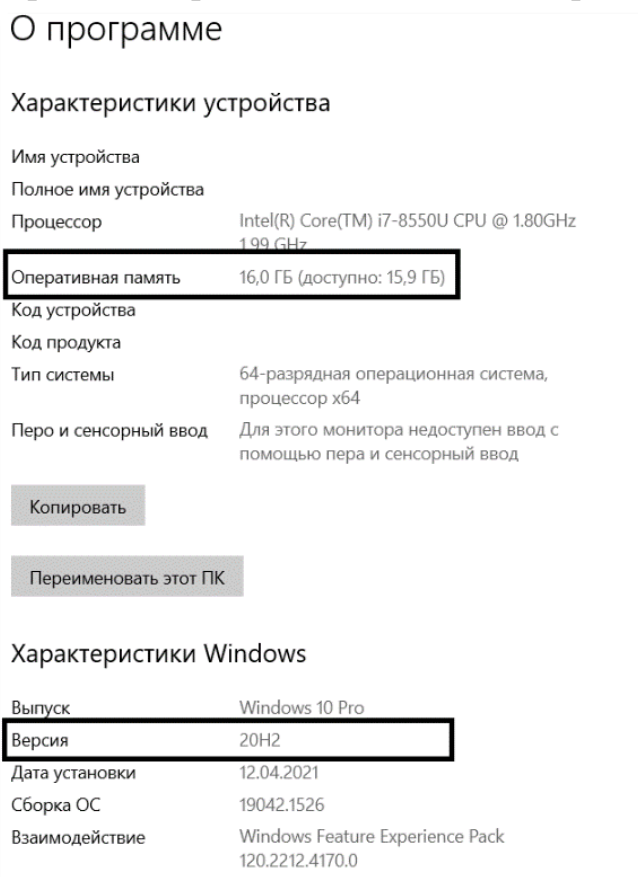 О программе
Характеристики устройства
Имя устройства
Полное имя устройства
Процессор Intel(R) Core(TM) i7-8550U CPU @ 1.80GHz
1.99 GHz
Оперативная память 16,0 ГБ (доступно: 15,9 ГБ)
Код устройства
Код продукта
Тип системы 64-разрядная операционная система,
процессор x64
Перо и сенсорный ввод Для этого монитора недоступен ввод с
помощью пера и сенсорный ввод
Копировать
Переименовать этот ПК
Характеристики Windows
Выпуск Windows 10 Pro
Версия 20H2
Дата установки 12.04.2021
Сборка ОС 19042.1526
Взаимодействие Windows Feature Experience Pack
120.2212.4170.0